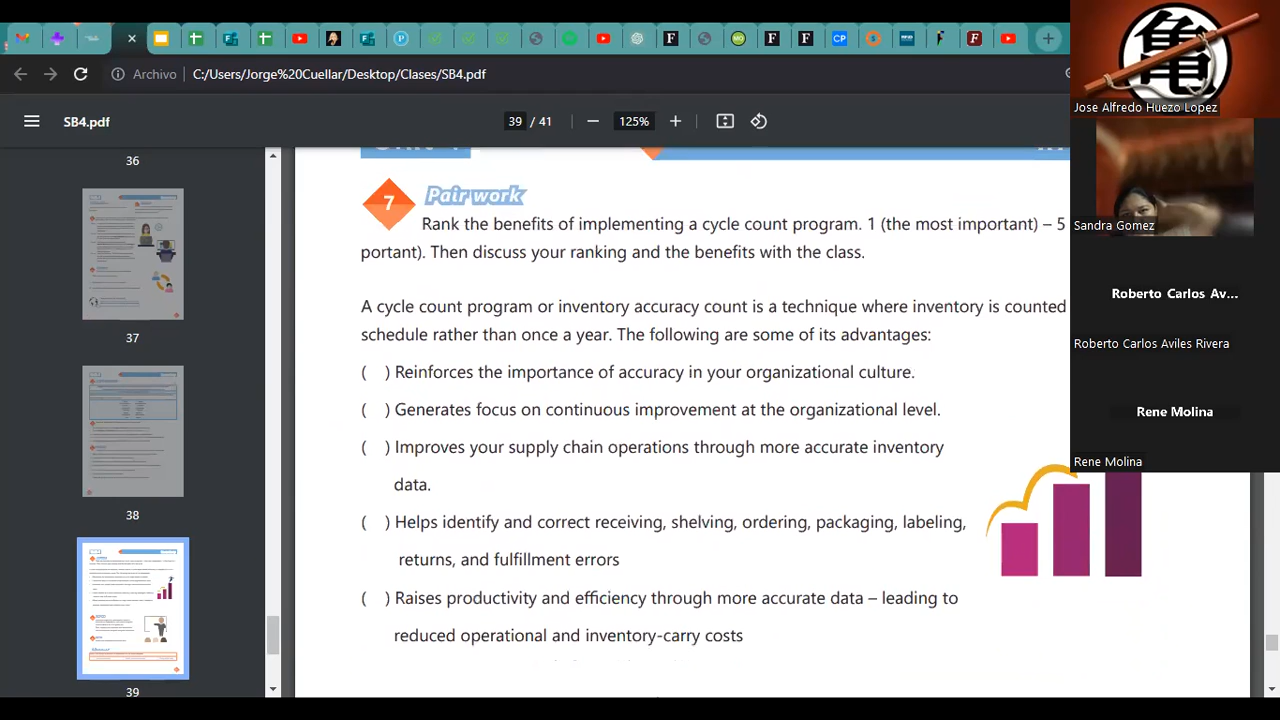 Archivo
C:/Users/Jorge%20Cuellar/Desktop/Clases/SB4.pdf
SB4.pdf
39 / 41
125%
36
37
38
39
7
Pair work
Rank the benefits of implementing a cycle count program. 1 (the most important) – 5
portant). Then discuss your ranking and the benefits with the class.
A cycle count program or inventory accuracy count is a technique where inventory is counted
schedule rather than once a year. The following are some of its advantages:
( ) Reinforces the importance of accuracy in your organizational culture.
( ) Generates focus on continuous improvement at the organizational level.
( ) Improves your supply chain operations through more accurate inventory
data.
( ) Helps identify and correct receiving, shelving, ordering, packaging, labeling,
returns, and fulfillment errors
( ) Raises productivity and efficiency through more accurate data – leading to
reduced operational and inventory-carry costs
亀
Jose Alfredo Huezo Lopez
Sandra Gomez
Roberto Carlos Av...
Roberto Carlos Aviles Rivera
Rene Molina
Rene Molina